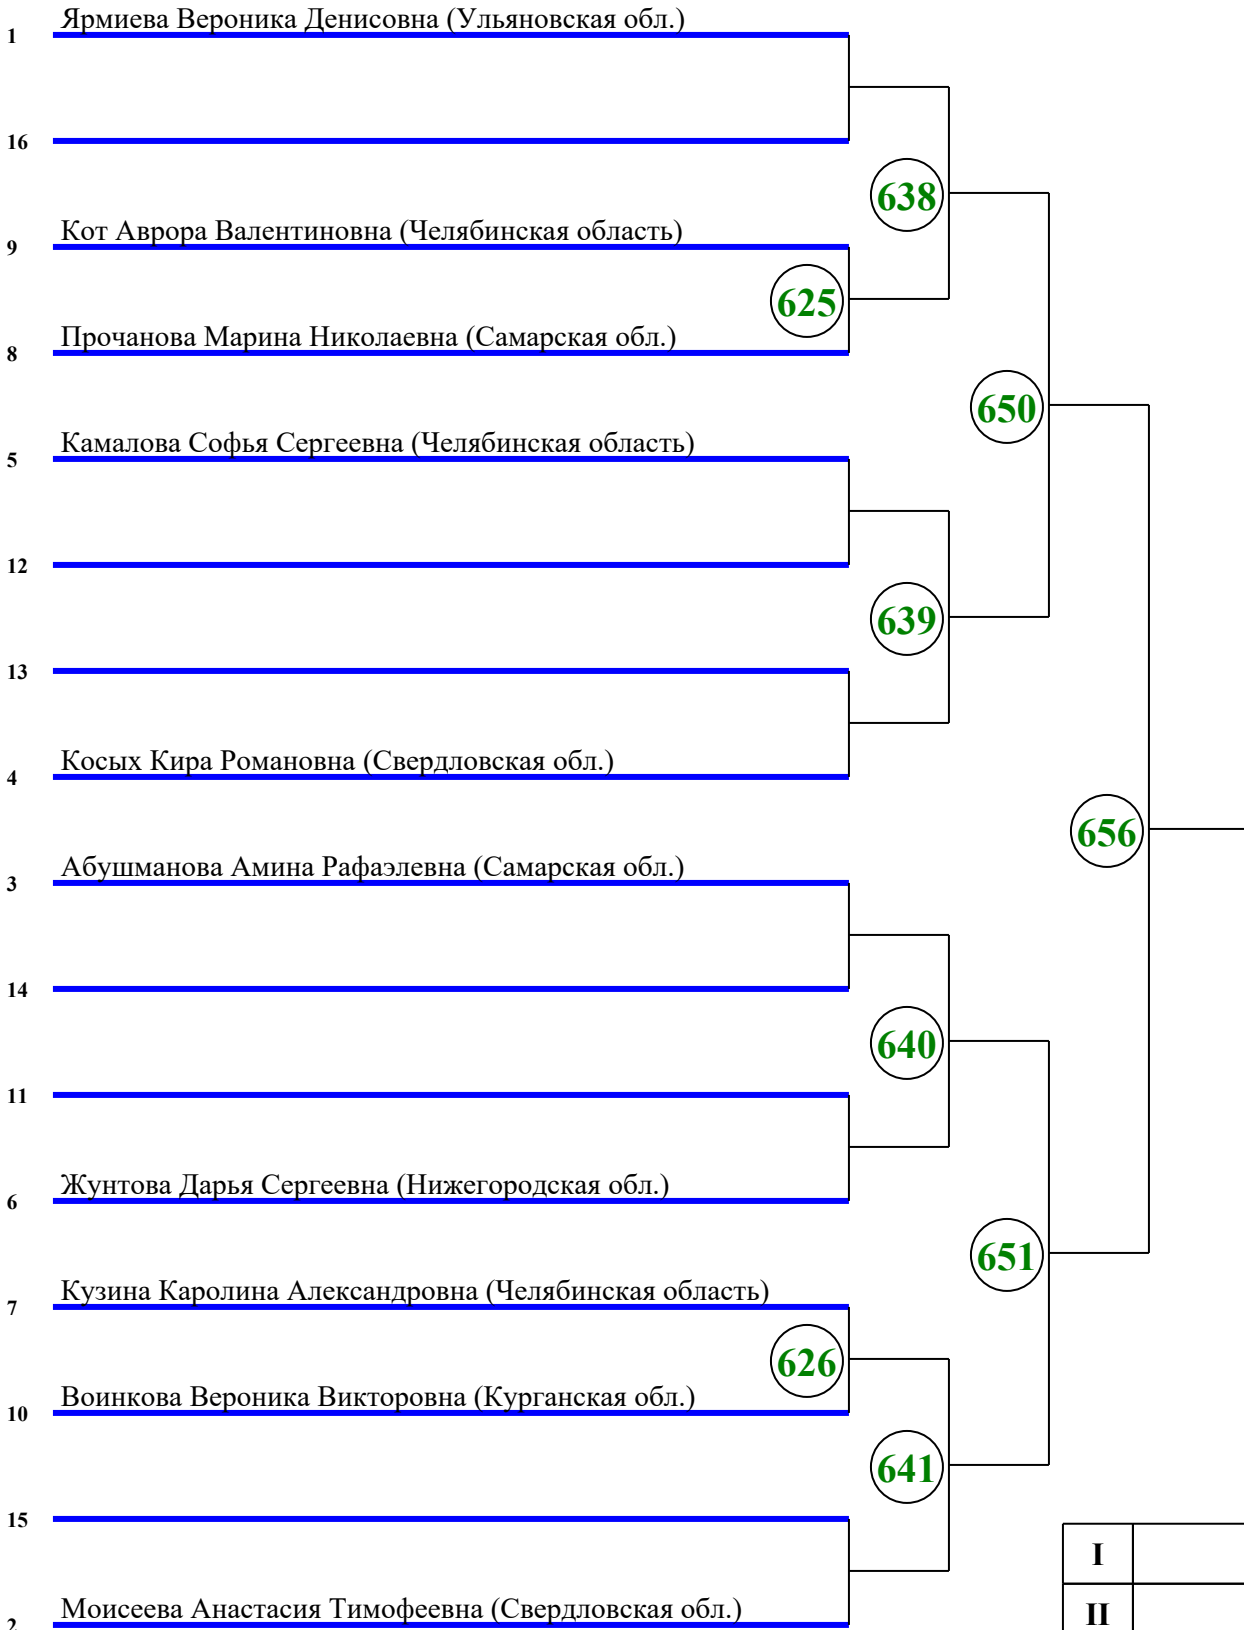 1 Ярмиева Вероника Денисовна (Ульяновская обл.)
16
638
9 Кот Аврора Валентиновна (Челябинская область)
625
8 Прочанова Марина Николаевна (Самарская обл.)
650
5 Камалова Софья Сергеевна (Челябинская область)
12
639
13
4 Косых Кира Романовна (Свердловская обл.)
656
3 Абушманова Амина Рафаэлевна (Самарская обл.)
14
640
11
6 Жунтова Дарья Сергеевна (Нижегородская обл.)
651
7 Кузина Каролина Александровна (Челябинская область)
626
10 Воинкова Вероника Викторовна (Курганская обл.)
641
15
I
2 Моисеева Анастасия Тимофеевна (Свердловская обл.)
II